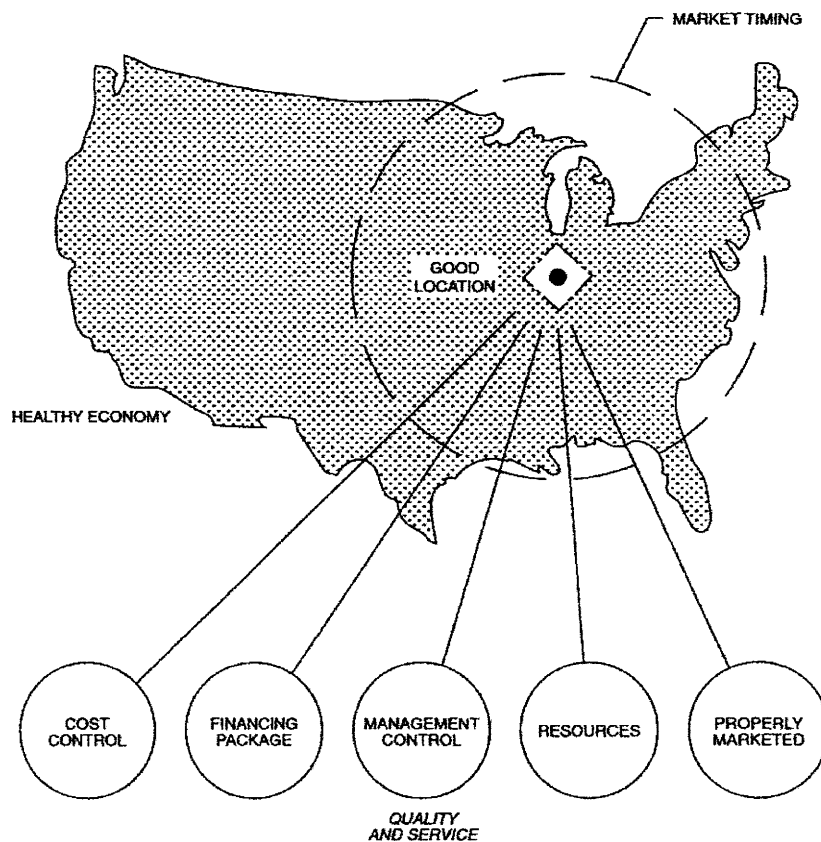 MARKET TIMING
GOOD
LOCATION
HEALTHY ECONOMY
COST
CONTROL
FINANCING
PACKAGE
MANAGEMENT
CONTROL
RESOURCES
PROPERLY
MARKETED
QUALITY
AND SERVICE